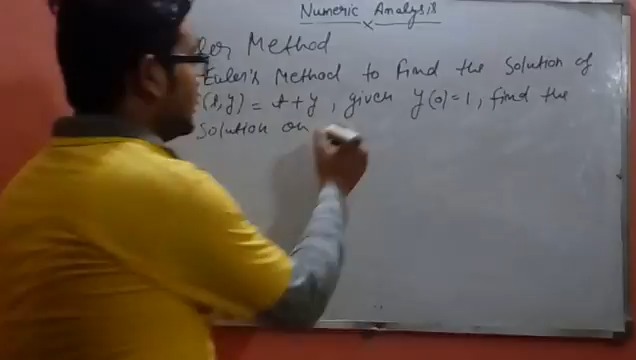 Numeric Analysis
Method
Euler's Method to find the solution of
(t,y) = t+y, given y(0)=1, find the
solution on